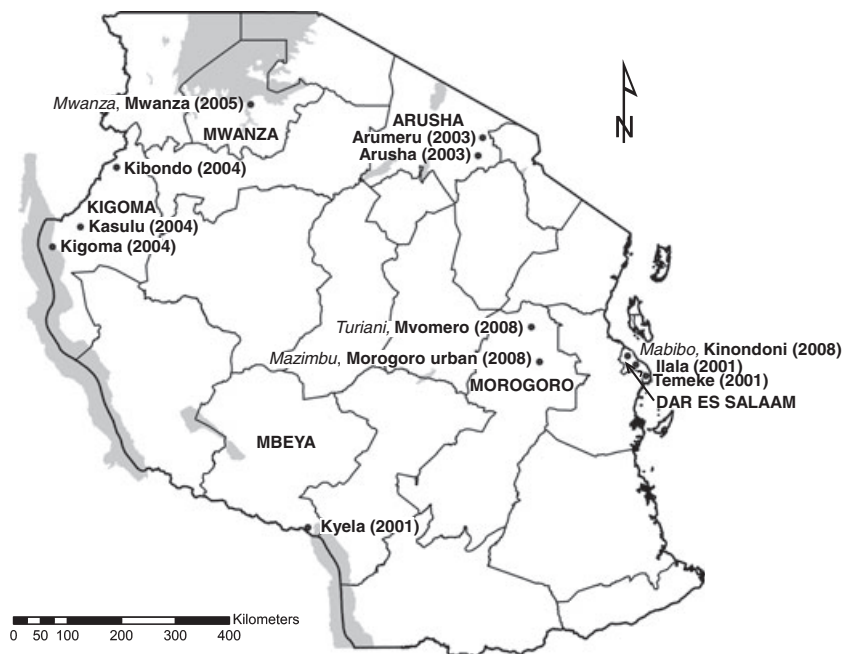 Mwanza, Mwanza (2005)
MWANZA
ARUSHA
Arumeru (2003)
Arusha (2003)
N
Kibondo (2004)
KIGOMA
Kasulu (2004)
Kigoma (2004)
Turiani, Mvomero (2008)
Mazimbu, Morogoro urban (2008)
MOROGORO
Mabibo, Kinondoni (2008)
Ilala (2001)
Temeke (2001)
DAR ES SALAAM
MBEYA
Kyela (2001)
Kilometers
0 50 100 200 300 400